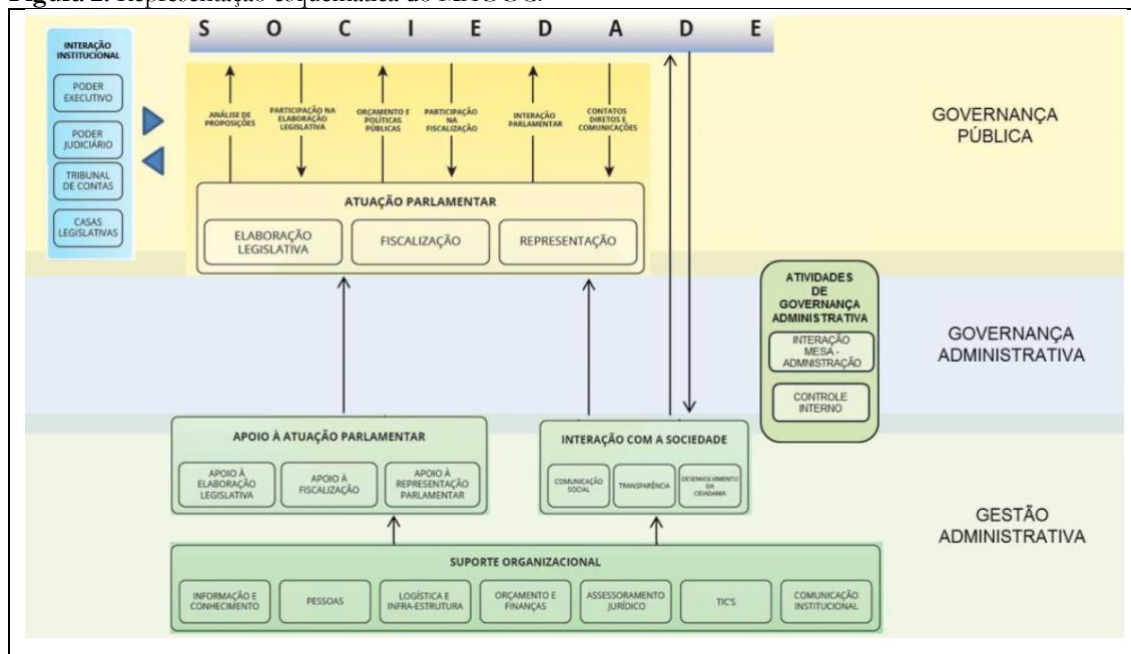 Figura 2. Representação esquemática do MAGOG.
S O C I E D A D E
INTERAÇÃO
INSTITUCIONAL
PODER
EXECUTIVO
PODER
JUDICIÁRIO
TRIBUNAL
DE CONTAS
CASAS
LEGISLATIVAS
ANÁLISE DE
PROPOSIÇÕES
PARTICIPAÇÃO NA
ELABORAÇÃO
LEGISLATIVA
ORÇAMENTO E
POLÍTICAS
PÚBLICAS
PARTICIPAÇÃO
NA
FISCALIZAÇÃO
INTERAÇÃO
PARLAMENTAR
CONTATOS
DIRETOS E
COMUNICAÇÕES
GOVERNANÇA
PÚBLICA
ATUAÇÃO PARLAMENTAR
ELABORAÇÃO
LEGISLATIVA
FISCALIZAÇÃO
REPRESENTAÇÃO
ATIVIDADES
DE
GOVERNANÇA
ADMINISTRATIVA
INTERAÇÃO
MESA -
ADMNISTRAÇÃO
CONTROLE
INTERNO
GOVERNANÇA
ADMINISTRATIVA
APOIO À ATUAÇÃO PARLAMENTAR
APOIO À
ELABORAÇÃO
LEGISLATIVA
APOIO À
FISCALIZAÇÃO
APOIO À
REPRESENTAÇÃO
PARLAMENTAR
INTERAÇÃO COM A SOCIEDADE
COMUNICAÇÃO
SOCIAL
TRANSPARÊNCIA
DESENVOLVIMENTO
DA
CIDADANIA
GESTÃO
ADMINISTRATIVA
SUPORTE ORGANIZACIONAL
INFORMAÇÃO E
CONHECIMENTO
PESSOAS
LOGÍSTICA E
INFRA-ESTRUTURA
ORÇAMENTO E
FINANÇAS
ASSESSORAMENTO
JURÍDICO
TIC'S
COMUNICAÇÃO
INSTITUCIONAL